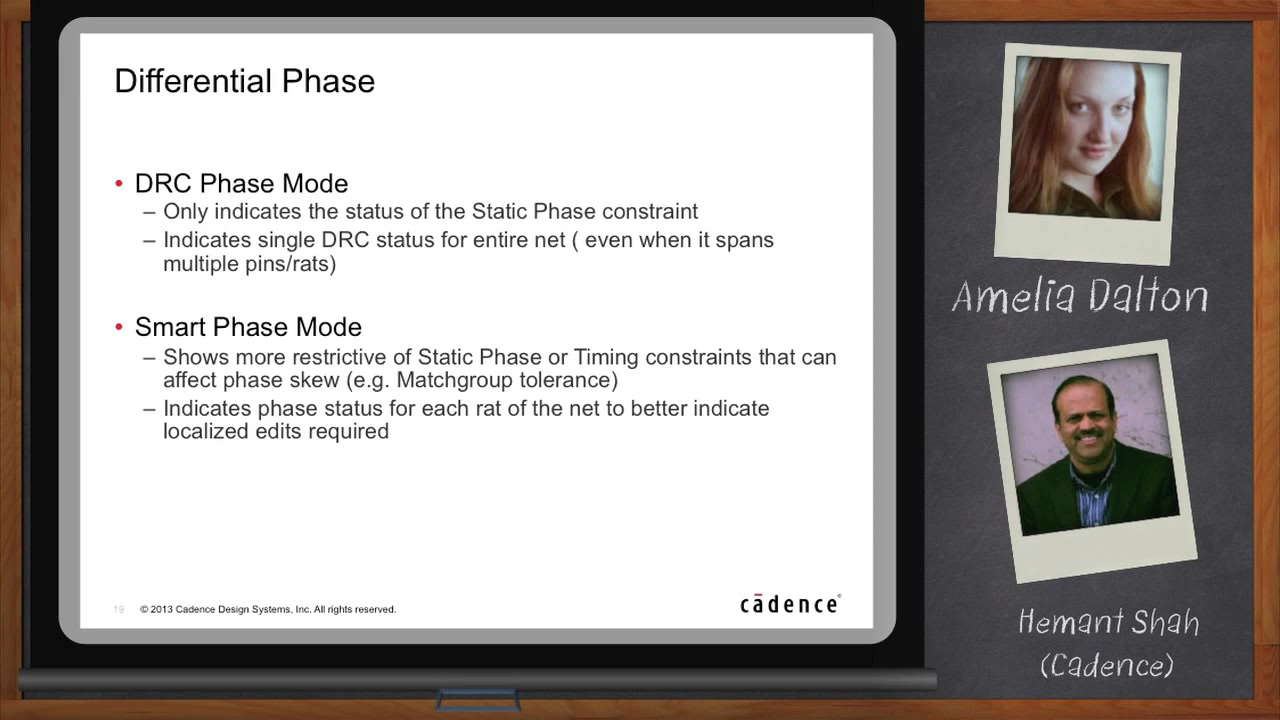 Differential Phase
• DRC Phase Mode
– Only indicates the status of the Static Phase constraint
– Indicates single DRC status for entire net ( even when it spans
multiple pins/rats)
• Smart Phase Mode
– Shows more restrictive of Static Phase or Timing constraints that can
affect phase skew (e.g. Matchgroup tolerance)
– Indicates phase status for each rat of the net to better indicate
localized edits required
19 © 2013 Cadence Design Systems, Inc. All rights reserved.
cādence®
Amelia Dalton
Hemant Shah
(Cadence)